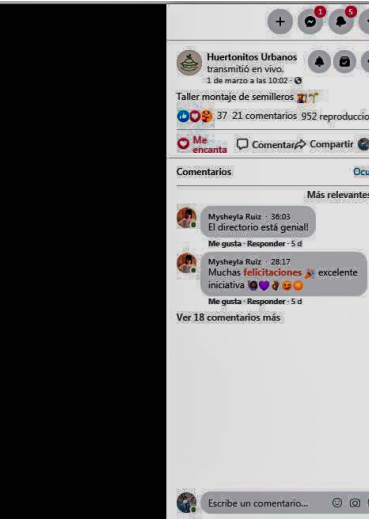 1
5
Huertonitos Urbanos
transmitió en vivo.
1 de marzo a las 10:02 ·
Taller montaje de semilleros
37 21 comentarios 952 reproduccio
Me encanta Comentar Compartir
Comentarios Ocu
Más relevantes
Mysheyla Ruiz · 36:03
El directorio está genial!
Me gusta · Responder · 5 d
Mysheyla Ruiz · 28:17
Muchas felicitaciones excelente
iniciativa
Me gusta · Responder · 5 d
Ver 18 comentarios más
Escribe un comentario...